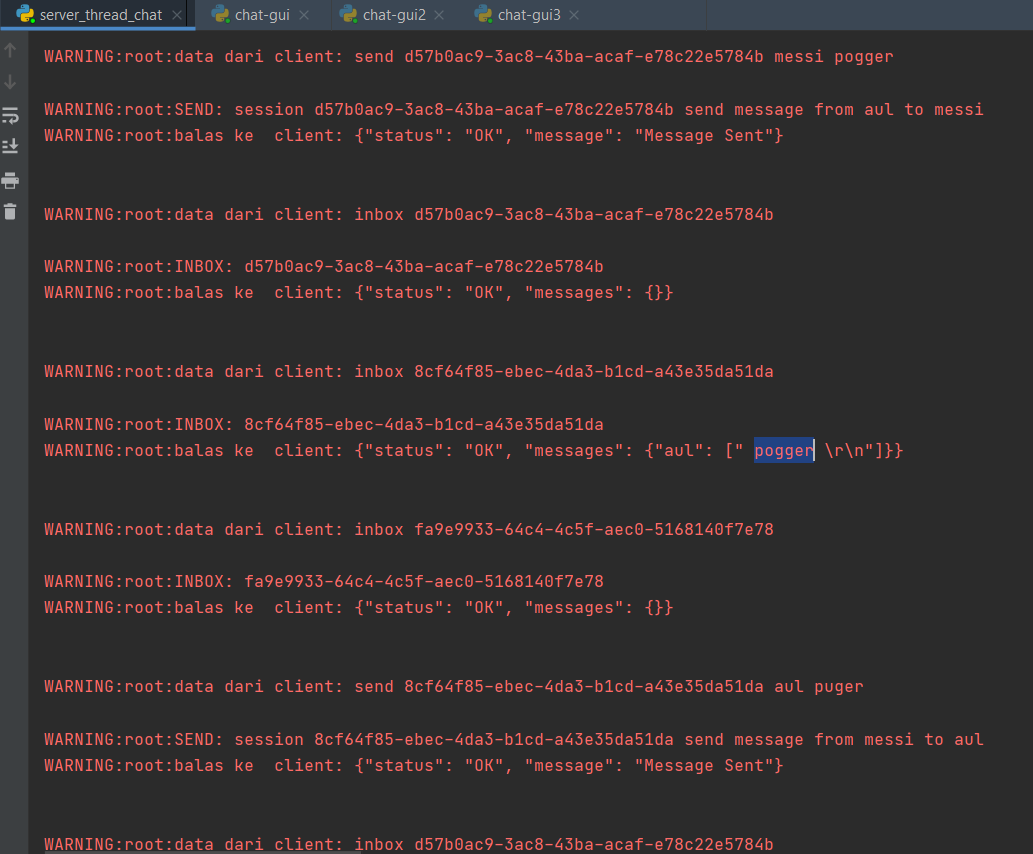 server_thread_chat chat-gui chat-gui2 chat-gui3
WARNING:root:data dari client: send d57b0ac9-3ac8-43ba-acaf-e78c22e5784b messi pogger
WARNING:root:SEND: session d57b0ac9-3ac8-43ba-acaf-e78c22e5784b send message from aul to messi
WARNING:root:balas ke  client: {"status": "OK", "message": "Message Sent"}
WARNING:root:data dari client: inbox d57b0ac9-3ac8-43ba-acaf-e78c22e5784b
WARNING:root:INBOX: d57b0ac9-3ac8-43ba-acaf-e78c22e5784b
WARNING:root:balas ke  client: {"status": "OK", "messages": {}}
WARNING:root:data dari client: inbox 8cf64f85-ebec-4da3-b1cd-a43e35da51da
WARNING:root:INBOX: 8cf64f85-ebec-4da3-b1cd-a43e35da51da
WARNING:root:balas ke  client: {"status": "OK", "messages": {"aul": [" pogger \r\n"]}}
WARNING:root:data dari client: inbox fa9e9933-64c4-4c5f-aec0-5168140f7e78
WARNING:root:INBOX: fa9e9933-64c4-4c5f-aec0-5168140f7e78
WARNING:root:balas ke  client: {"status": "OK", "messages": {}}
WARNING:root:data dari client: send 8cf64f85-ebec-4da3-b1cd-a43e35da51da aul puger
WARNING:root:SEND: session 8cf64f85-ebec-4da3-b1cd-a43e35da51da send message from messi to aul
WARNING:root:balas ke  client: {"status": "OK", "message": "Message Sent"}
WARNING:root:data dari client: inbox d57b0ac9-3ac8-43ba-acaf-e78c22e5784b